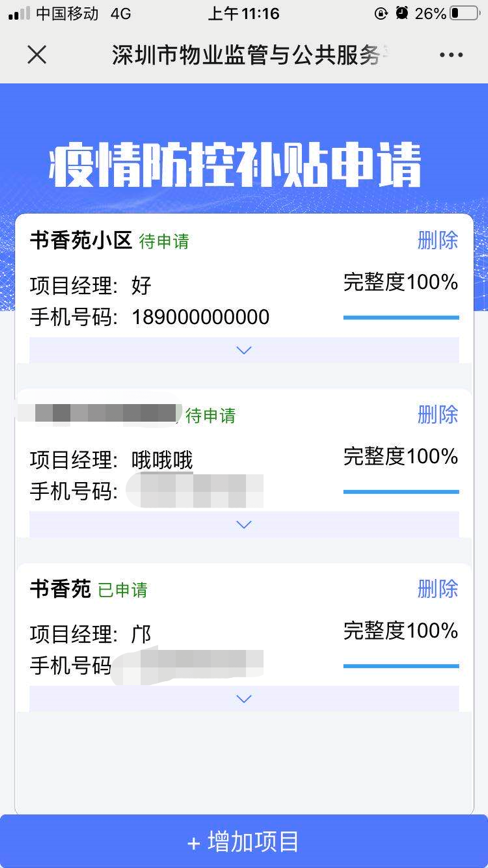 中国移动 4G 上午11:16 26%
深圳市物业监管与公共服务
疫情防控补贴申请
书香苑小区 待申请 删除
项目经理: 好 完整度100%
手机号码: 189000000000
待申请 删除
项目经理: 哦哦哦 完整度100%
手机号码:
书香苑 已申请 删除
项目经理: 邝 完整度100%
手机号码
+ 增加项目